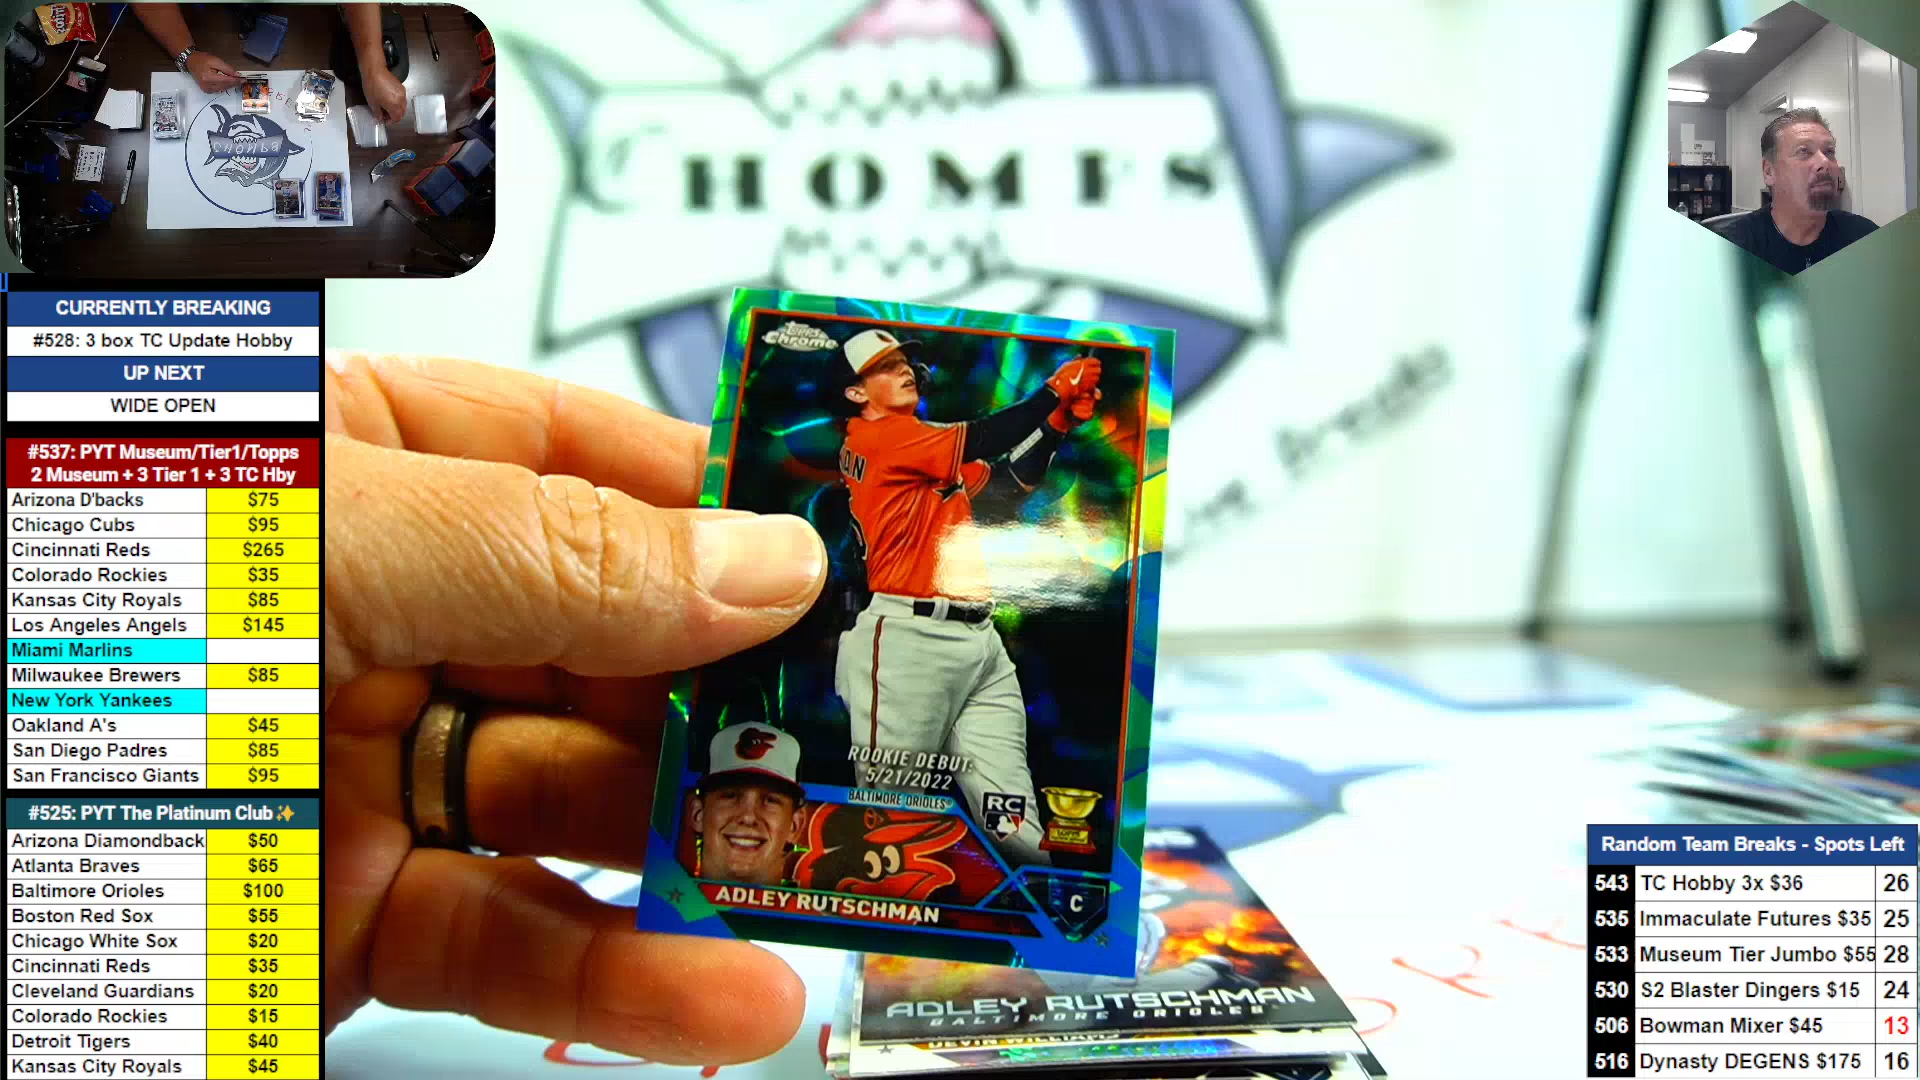 CHOMPS
CURRENTLY BREAKING
#528: 3 box TC Update Hobby
UP NEXT
WIDE OPEN
#537: PYT Museum/Tier1/Topps
2 Museum + 3 Tier 1 + 3 TC Hby
Arizona D'backs $75
Chicago Cubs $95
Cincinnati Reds $265
Colorado Rockies $35
Kansas City Royals $85
Los Angeles Angels $145
Miami Marlins
Milwaukee Brewers $85
New York Yankees
Oakland A's $45
San Diego Padres $85
San Francisco Giants $95
#525: PYT The Platinum Club✨
Arizona Diamondback $50
Atlanta Braves $65
Baltimore Orioles $100
Boston Red Sox $55
Chicago White Sox $20
Cincinnati Reds $35
Cleveland Guardians $20
Colorado Rockies $15
Detroit Tigers $40
Kansas City Royals $45
Topps
Chrome
ROOKIE DEBUT:
5/21/2022
BALTIMORE ORIOLES
RC
ADLEY RUTSCHMAN
C
ADLEY RUTSCHMAN
BALTIMORE ORIOLES
DEVIN WILLIAMS
Random Team Breaks - Spots Left
543 TC Hobby 3x $36 26
535 Immaculate Futures $35 25
533 Museum Tier Jumbo $55 28
530 S2 Blaster Dingers $15 24
506 Bowman Mixer $45 13
516 Dynasty DEGENS $175 16